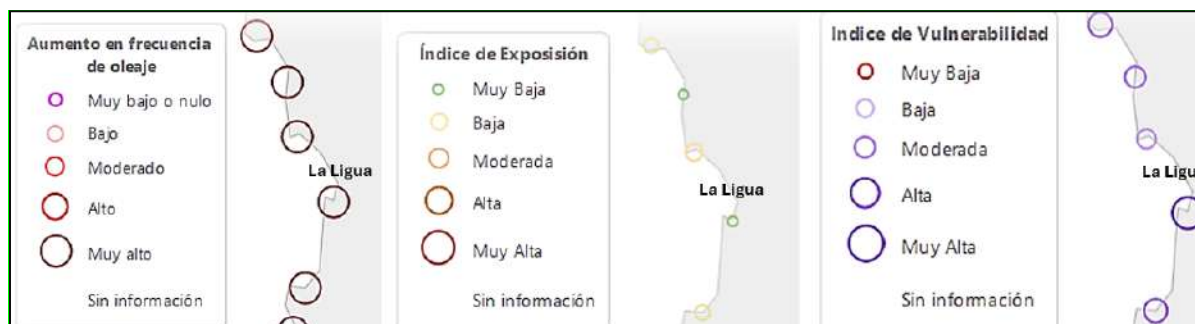 Aumento en frecuencia
de oleaje
Muy bajo o nulo
Bajo
Moderado
Alto
Muy alto
Sin información
La Ligua
Índice de Exposición
Muy Baja
Baja
Moderada
Alta
Muy Alta
Sin información
La Ligua
Indice de Vulnerabilidad
Muy Baja
Baja
Moderada
Alta
Muy Alta
Sin información
La Ligu